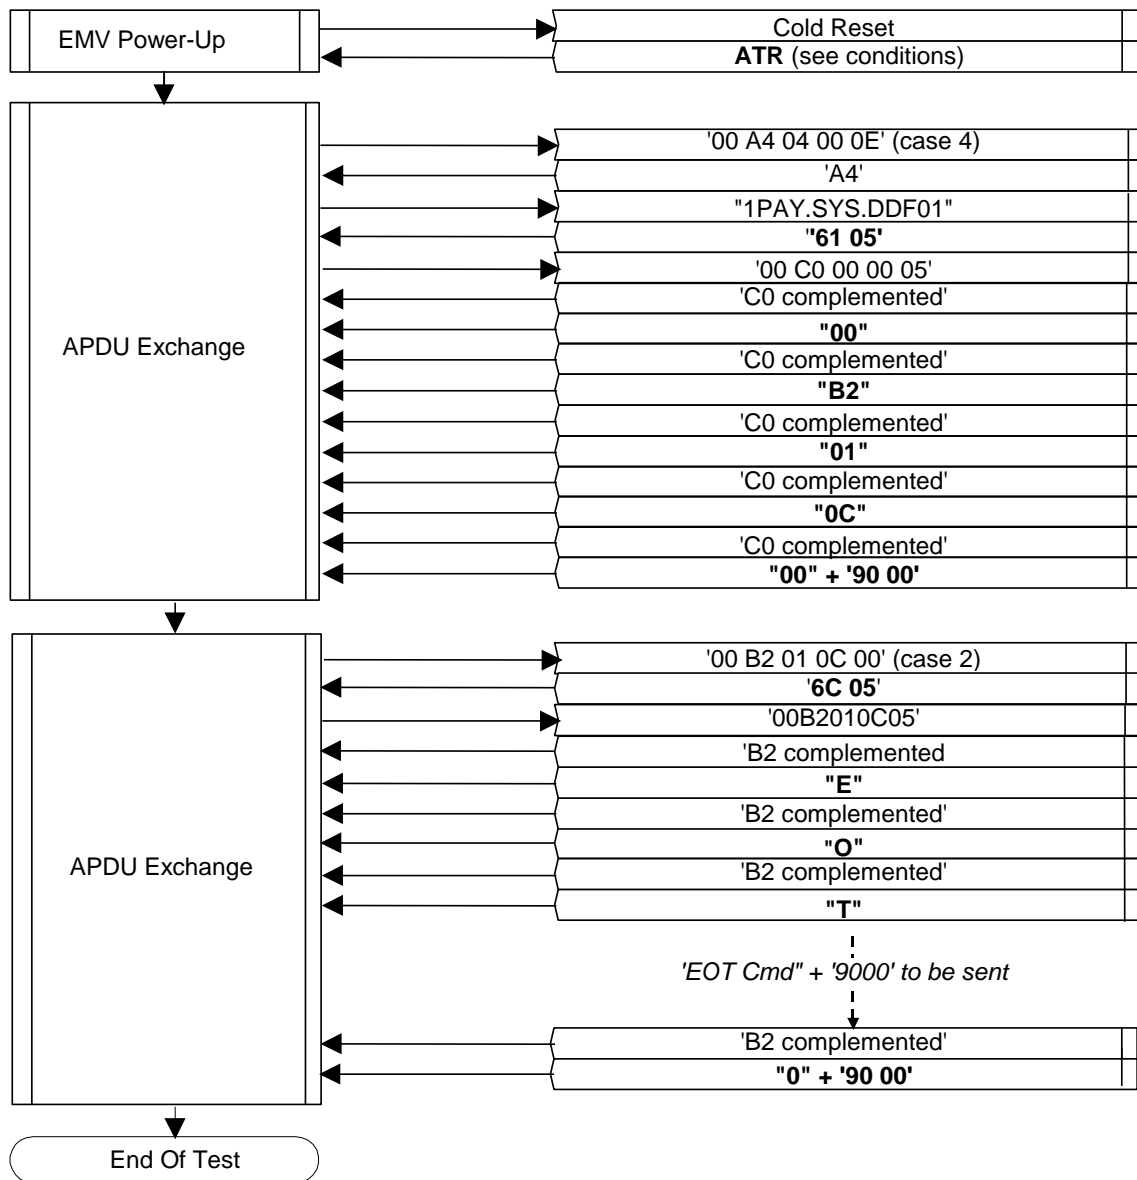 EMV Power-Up
Cold Reset
ATR (see conditions)
APDU Exchange
'00 A4 04 00 0E' (case 4)
'A4'
"1PAY.SYS.DDF01"
"'61 05'
'00 C0 00 00 05'
'C0 complemented'
"00"
'C0 complemented'
"B2"
'C0 complemented'
"01"
'C0 complemented'
"0C"
'C0 complemented'
"00" + '90 00'
APDU Exchange
'00 B2 01 0C 00' (case 2)
'6C 05'
'00B2010C05'
'B2 complemented
"E"
'B2 complemented'
"O"
'B2 complemented'
"T"
'EOT Cmd" + '9000' to be sent
'B2 complemented'
"0" + '90 00'
End Of Test